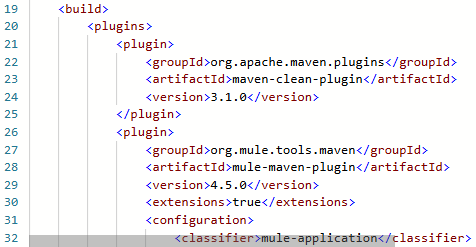 19 <build>
20 <plugins>
21 <plugin>
22 <groupId>org.apache.maven.plugins</groupId>
23 <artifactId>maven-clean-plugin</artifactId>
24 <version>3.1.0</version>
25 </plugin>
26 <plugin>
27 <groupId>org.mule.tools.maven</groupId>
28 <artifactId>mule-maven-plugin</artifactId>
29 <version>4.5.0</version>
30 <extensions>true</extensions>
31 <configuration>
32 <classifier>mule-application</classifier>